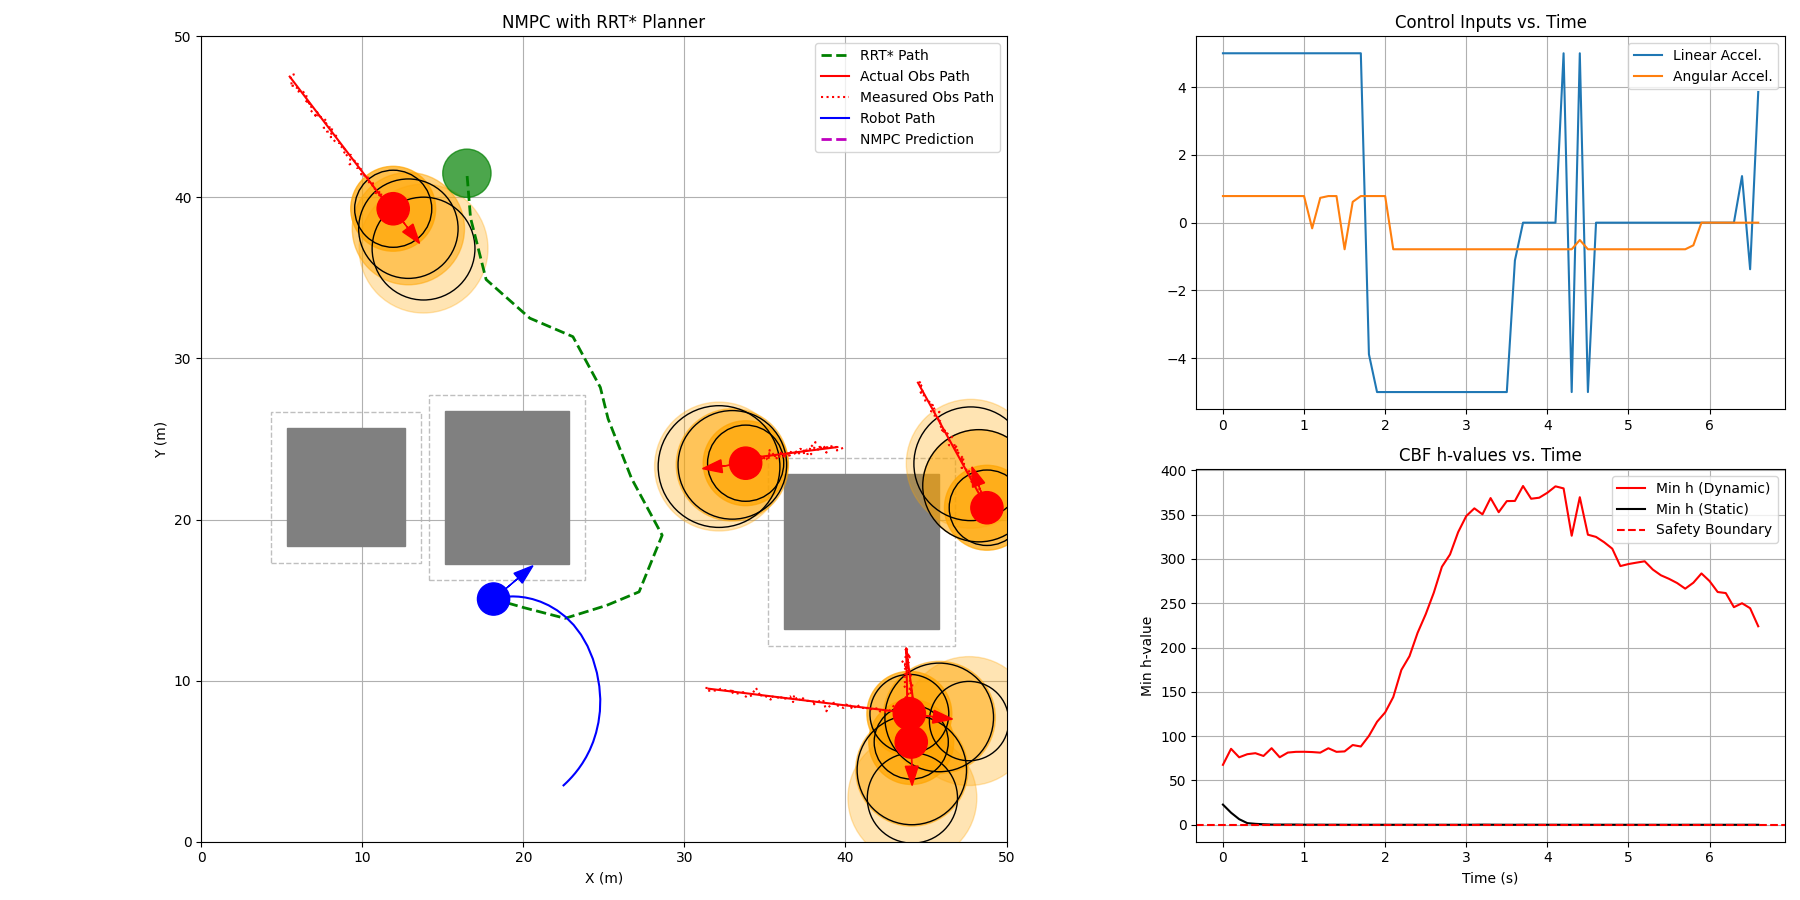 NMPC with RRT* Planner
RRT* Path
Actual Obs Path
Measured Obs Path
Robot Path
NMPC Prediction
50
40
30
20
10
0
Y (m)
0 10 20 30 40 50
X (m)
Control Inputs vs. Time
Linear Accel.
Angular Accel.
4
2
0
−2
−4
0 1 2 3 4 5 6
CBF h-values vs. Time
Min h (Dynamic)
Min h (Static)
Safety Boundary
400
350
300
250
200
150
100
50
0
Min h-value
0 1 2 3 4 5 6
Time (s)